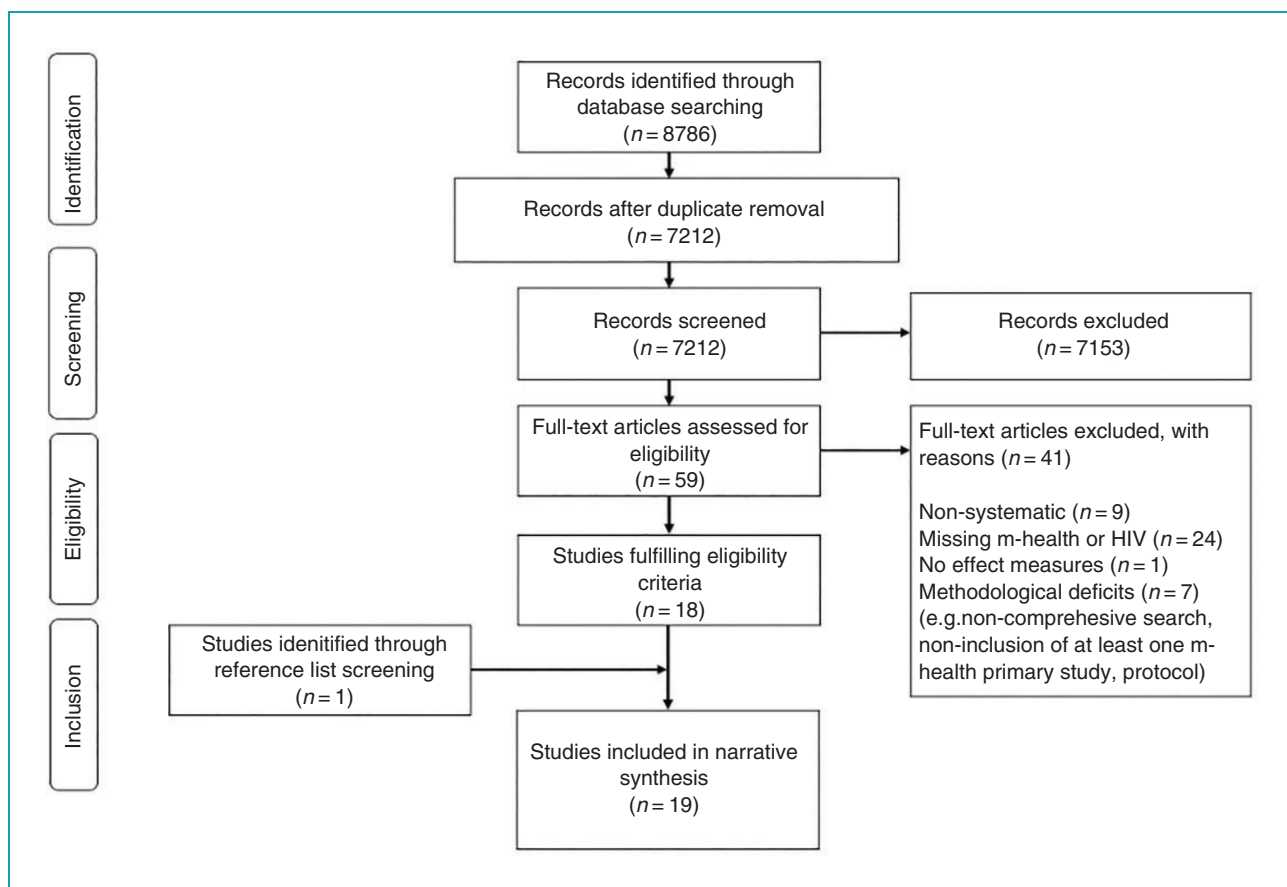 Identification
Records identified through
database searching
(n = 8786)
Records after duplicate removal
(n = 7212)
Screening
Records screened
(n = 7212)
Records excluded
(n = 7153)
Eligibility
Full-text articles assessed for
eligibility
(n = 59)
Full-text articles excluded, with
reasons (n = 41)
Non-systematic (n = 9)
Missing m-health or HIV (n = 24)
No effect measures (n = 1)
Methodological deficits (n = 7)
(e.g.non-comprehesive search,
non-inclusion of at least one m-
health primary study, protocol)
Studies fulfilling eligibility
criteria
(n = 18)
Inclusion
Studies idenitified through
reference list screening
(n = 1)
Studies included in narrative
synthesis
(n = 19)